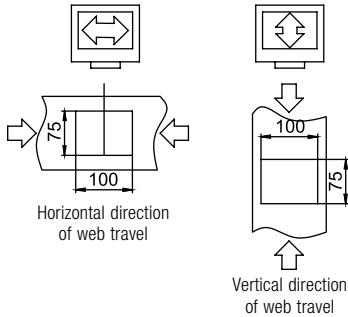 75
100
Horizontal direction
of web travel
100
75
Vertical direction
of web travel